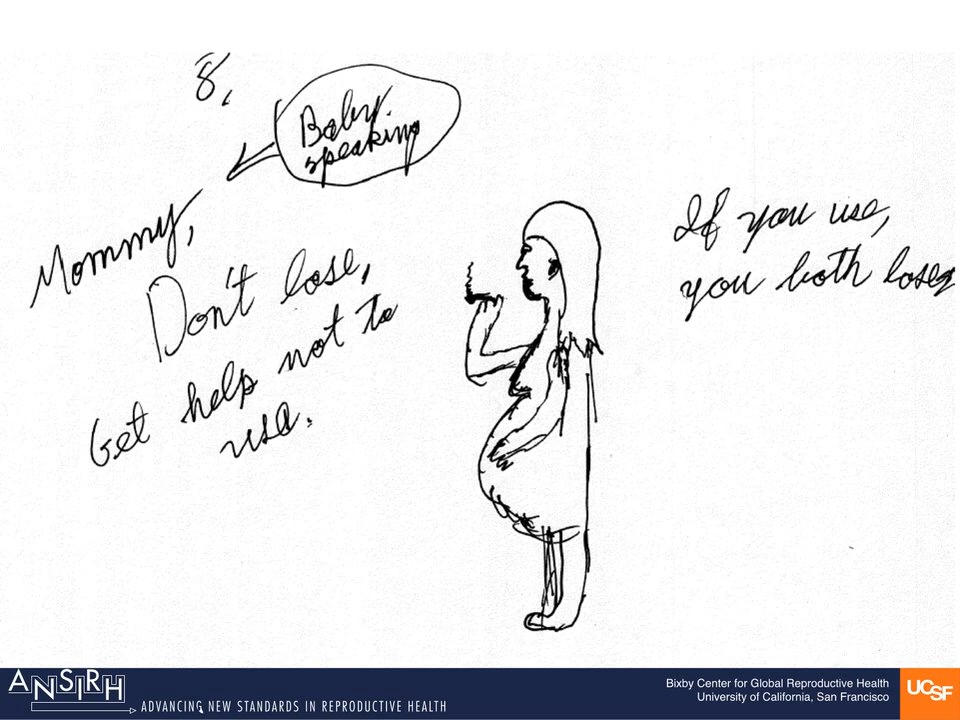 8.
Baby
speaking
Mommy,
Don't lose,
Get help not to
use.
If you use,
you both loses
ANSIRH
ADVANCING NEW STANDARDS IN REPRODUCTIVE HEALTH
Bixby Center for Global Reproductive Health
University of California, San Francisco
UCSF